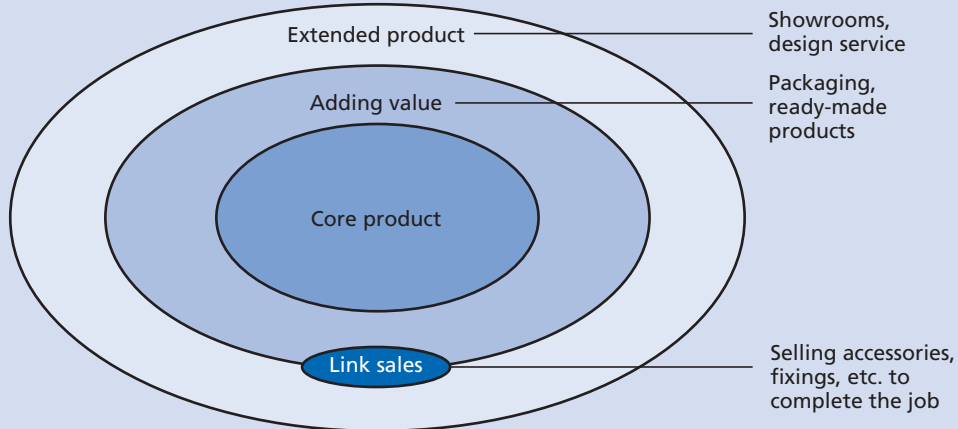 Extended product
Showrooms,
design service
Adding value
Packaging,
ready-made
products
Core product
Link sales
Selling accessories,
fixings, etc. to
complete the job